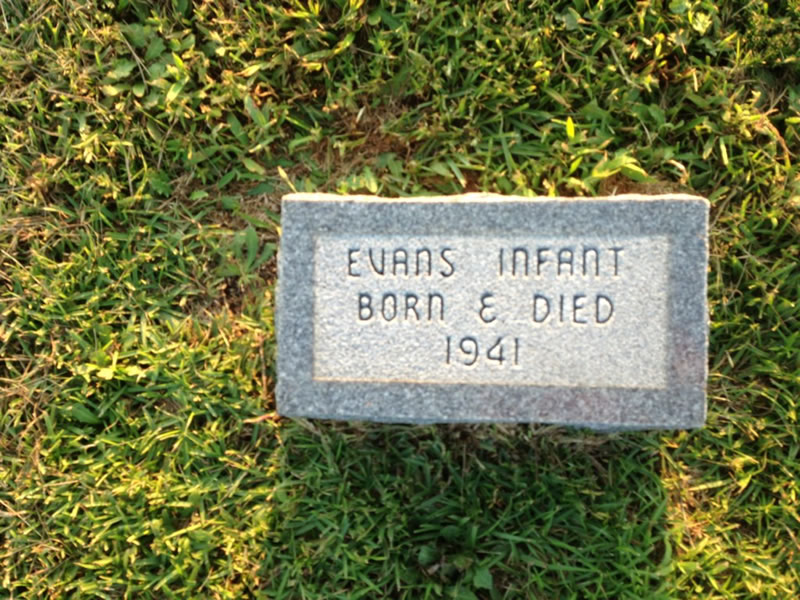 EVANS INFANT
BORN & DIED
1941